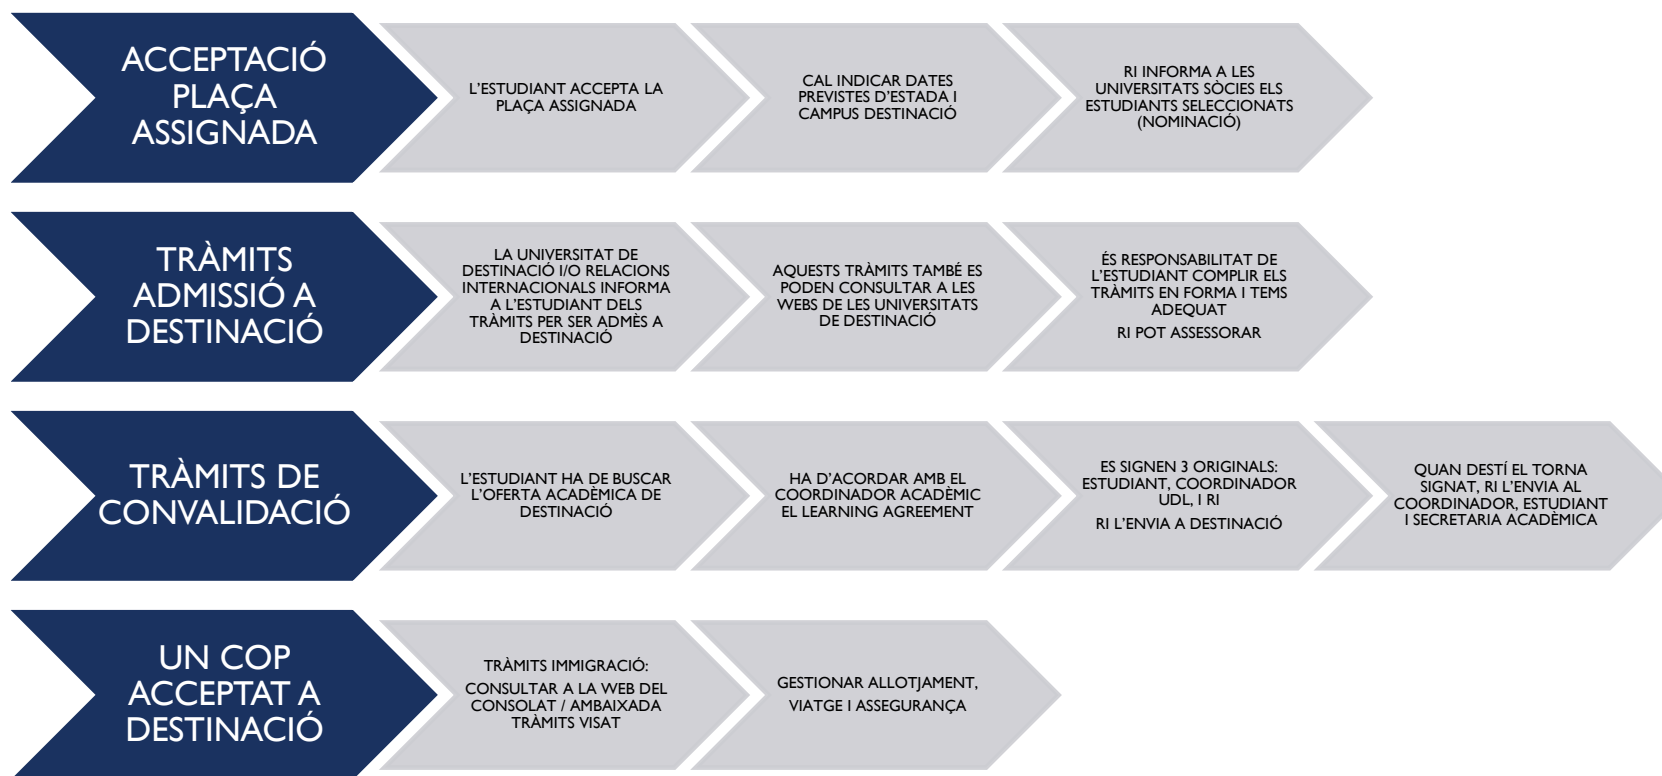 ACCEPTACIÓ
PLAÇA
ASSIGNADA
L'ESTUDIANT ACCEPTA LA
PLAÇA ASSIGNADA
CAL INDICAR DATES
PREVISTES D'ESTADA I
CAMPUS DESTINACIÓ
RI INFORMA A LES
UNIVERSITATS SÒCIES ELS
ESTUDIANTS SELECCIONATS
(NOMINACIÓ)
TRÀMITS
ADMISSIÓ A
DESTINACIÓ
LA UNIVERSITAT DE
DESTINACIÓ I/O RELACIONS
INTERNACIONALS INFORMA
A L'ESTUDIANT DELS
TRÀMITS PER SER ADMÈS A
DESTINACIÓ
AQUESTS TRÀMITS TAMBÉ ES
PODEN CONSULTAR A LES
WEBS DE LES UNIVERSITATS
DE DESTINACIÓ
ÉS RESPONSABILITAT DE
L'ESTUDIANT COMPLIR ELS
TRÀMITS EN FORMA I TEMS
ADEQUAT
RI POT ASSESSORAR
TRÀMITS DE
CONVALIDACIÓ
L'ESTUDIANT HA DE BUSCAR
L'OFERTA ACADÈMICA DE
DESTINACIÓ
HA D'ACORDAR AMB EL
COORDINADOR ACADÈMIC
EL LEARNING AGREEMENT
ES SIGNEN 3 ORIGINALS:
ESTUDIANT, COORDINADOR
UDL, I RI
RI L'ENVIA A DESTINACIÓ
QUAN DESTÍ EL TORNA
SIGNAT, RI L'ENVIA AL
COORDINADOR, ESTUDIANT
I SECRETARIA ACADÈMICA
UN COP
ACCEPTAT A
DESTINACIÓ
TRÀMITS IMMIGRACIÓ:
CONSULTAR A LA WEB DEL
CONSOLAT / AMBAIXADA
TRÀMITS VISAT
GESTIONAR ALLOTJAMENT,
VIATGE I ASSEGURANÇA